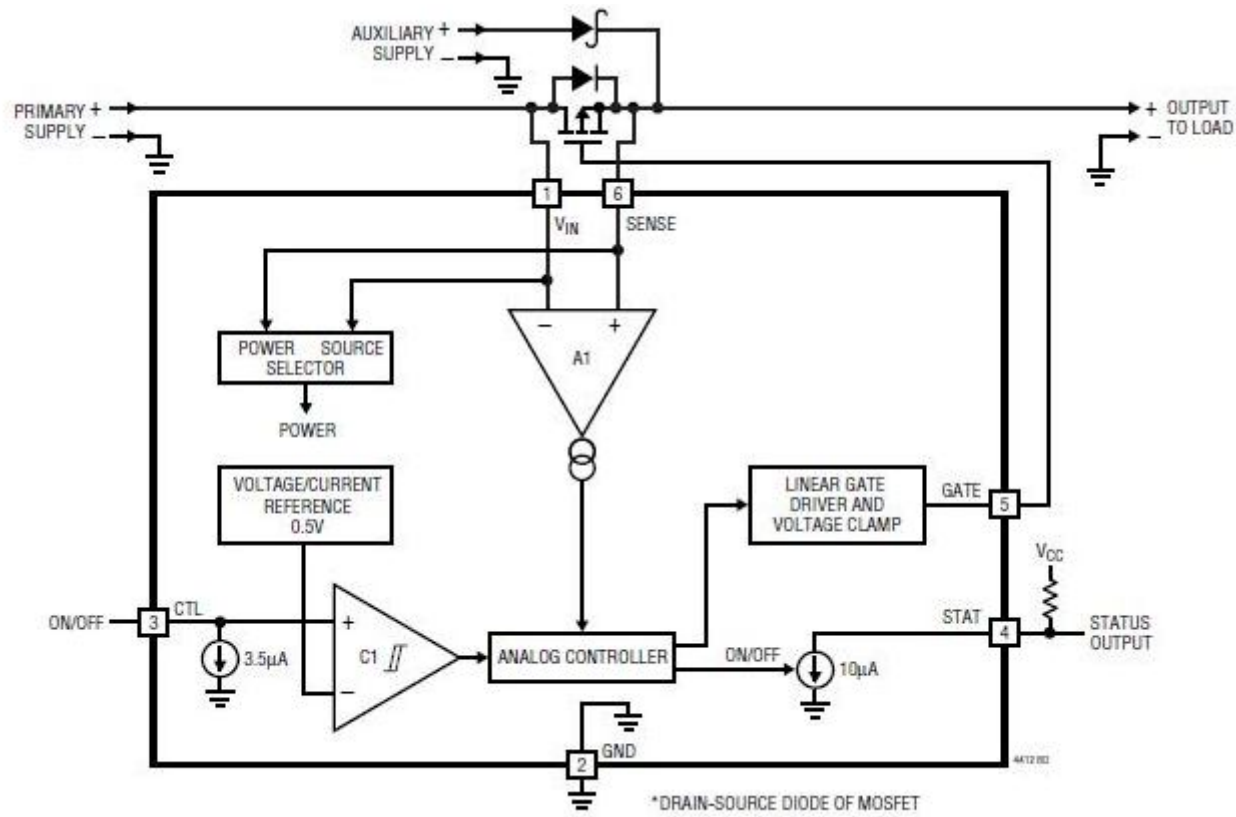 AUXILIARY +
SUPPLY –
PRIMARY +
SUPPLY –
+ OUTPUT
– TO LOAD
1
6
VIN
SENSE
POWER SOURCE
SELECTOR
POWER
– +
A1
VOLTAGE/CURRENT
REFERENCE
0.5V
LINEAR GATE
DRIVER AND
VOLTAGE CLAMP
GATE
5
VCC
ON/OFF
3
CTL
+
–
C1
3.5µA
ANALOG CONTROLLER
ON/OFF
10µA
STAT
4
STATUS
OUTPUT
2
GND
4412 BD
*DRAIN-SOURCE DIODE OF MOSFET